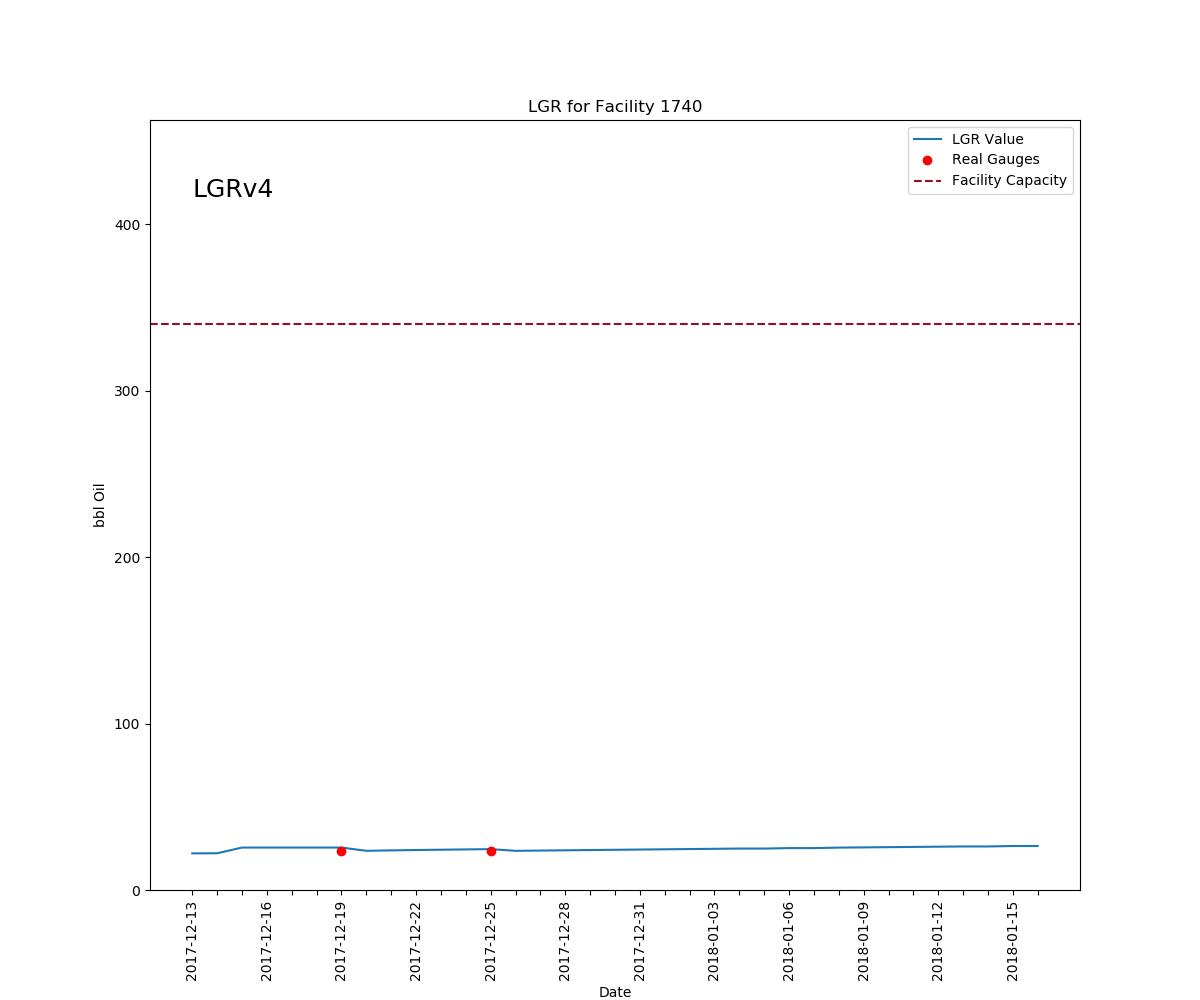 LGR for Facility 1740
LGRv4
LGR Value
Real Gauges
Facility Capacity
bbl Oil
400
300
200
100
0
2017-12-13
2017-12-16
2017-12-19
2017-12-22
2017-12-25
2017-12-28
2017-12-31
2018-01-03
2018-01-06
2018-01-09
2018-01-12
2018-01-15
Date